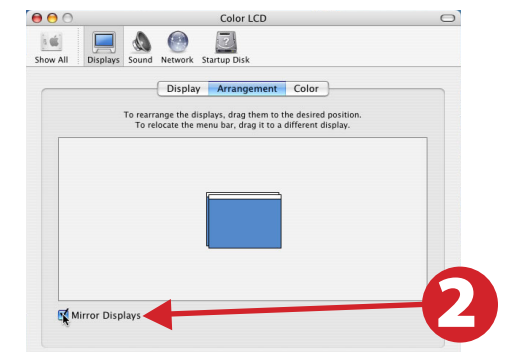 Color LCD
Show All Displays Sound Network Startup Disk
Display Arrangement Color
To rearrange the displays, drag them to the desired position.
To relocate the menu bar, drag it to a different display.
Mirror Displays
2